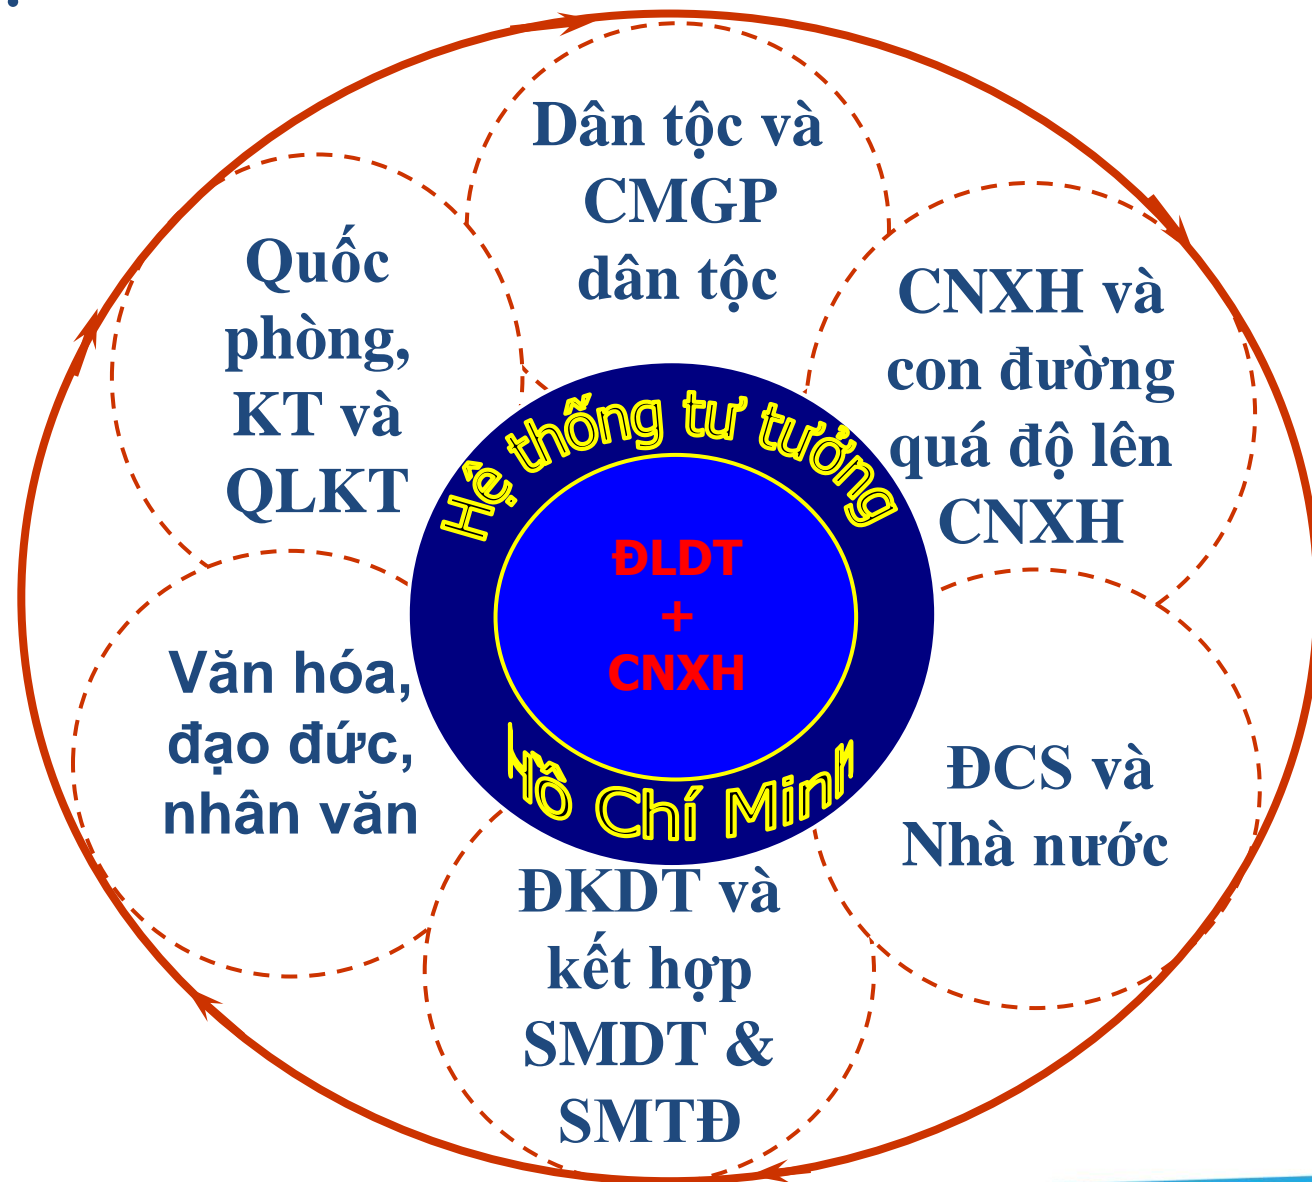 Dân tộc và
CMGP
dân tộc
CNXH và
con đường
quá độ lên
CNXH
ĐCS và
Nhà nước
ĐKDT và
kết hợp
SMDT &
SMTĐ
Văn hóa,
đạo đức,
nhân văn
Quốc
phòng,
KT và
QLKT
Hệ thống tư tưởng
ĐLDT
+
CNXH
Hồ Chí Minh